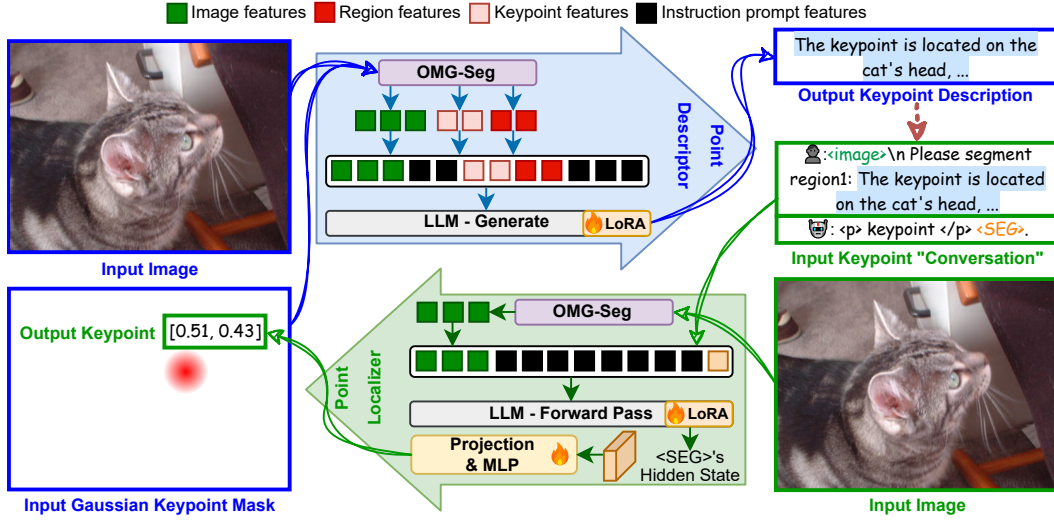 Image features Region features Keypoint features Instruction prompt features
OMG-Seg
LLM - Generate
LoRA
Point
Descriptor
Input Image
The keypoint is located on the
cat's head, ...
Output Keypoint Description
:<image>\n Please segment
region1: The keypoint is located
on the cat's head, ...
: <p> keypoint </p> <SEG>.
Input Keypoint "Conversation"
Output Keypoint
[0.51, 0.43]
Input Gaussian Keypoint Mask
Point
Localizer
OMG-Seg
LLM - Forward Pass
LoRA
Projection
& MLP
<SEG>'s
Hidden State
Input Image